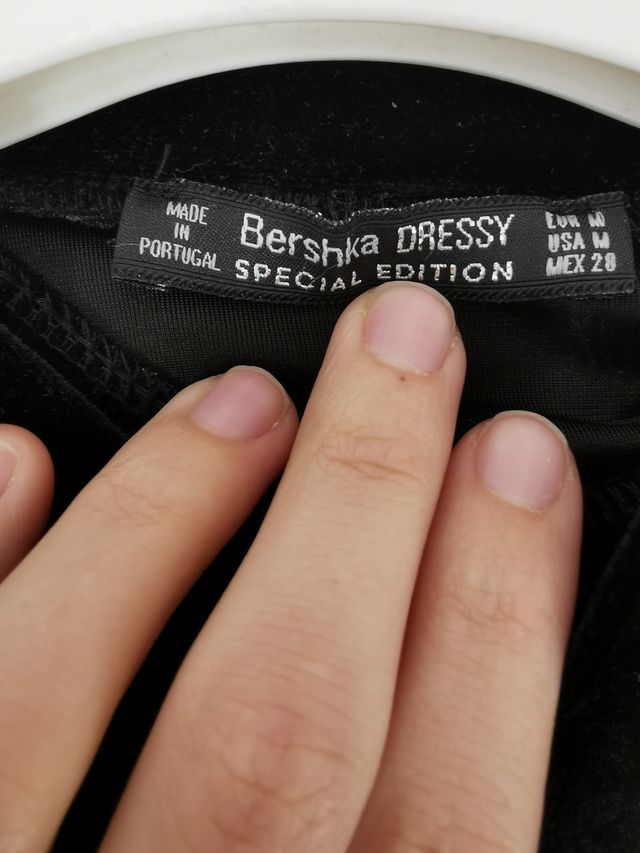 MADE
IN
PORTUGAL
Bershka DRESSY
SPECIAL EDITION
EUR M
USA M
MEX 28